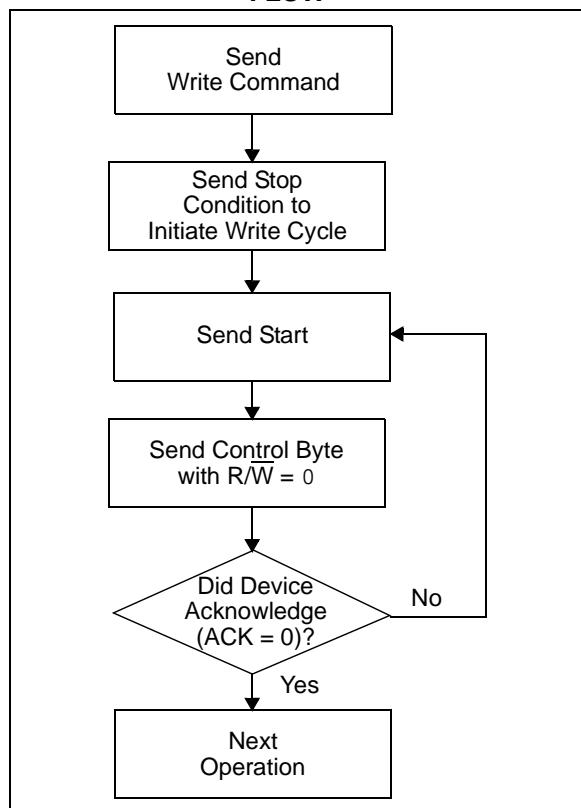 Send
Write Command
Send Stop
Condition to
Initiate Write Cycle
Send Start
Send Control Byte
with R/W̅ = 0
Did Device
Acknowledge
(ACK = 0)?
No
Yes
Next
Operation